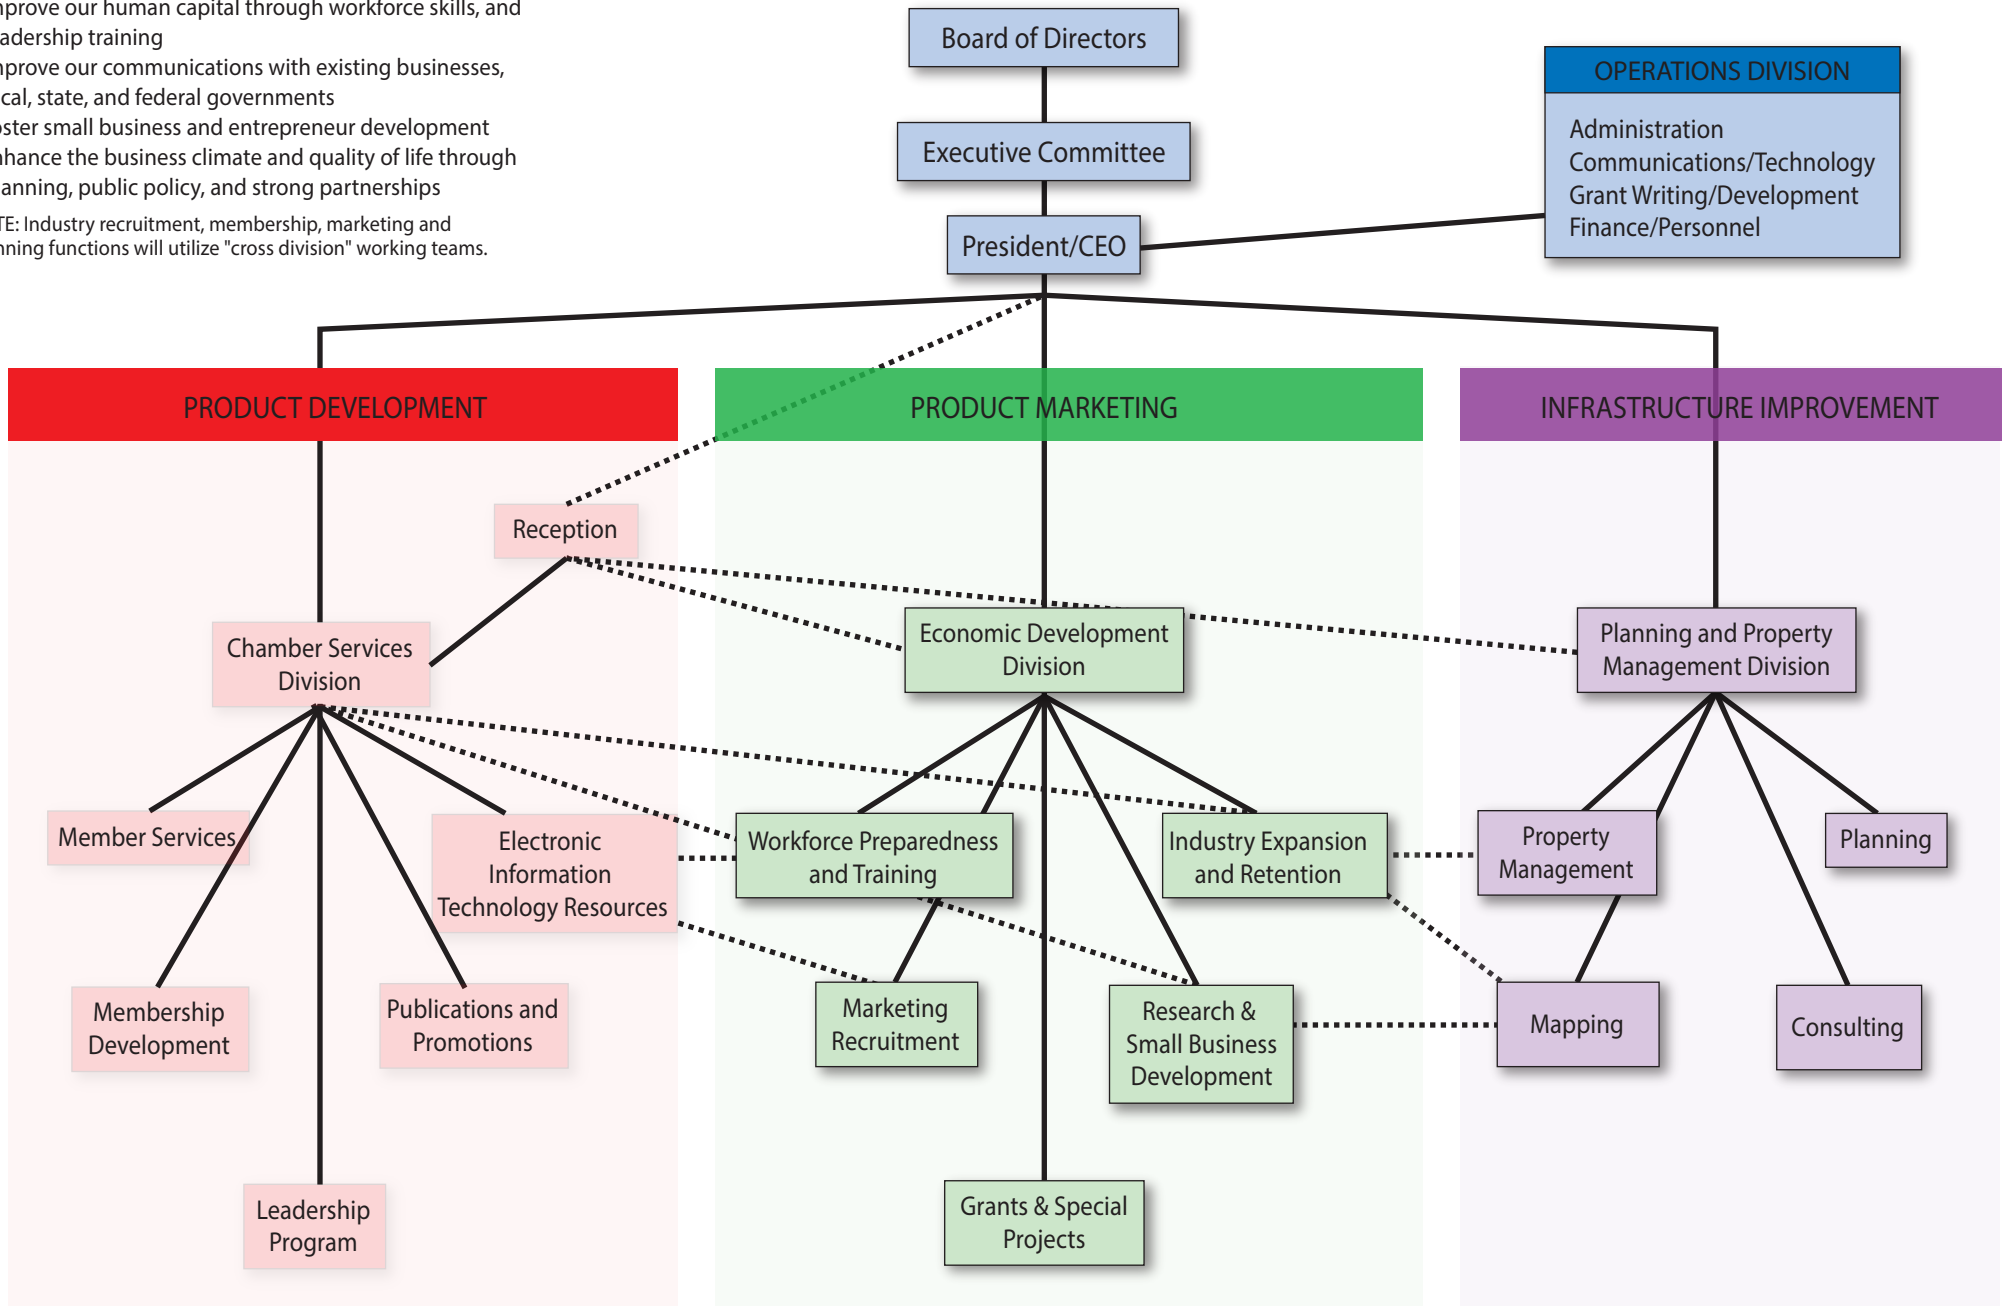 mprove our human capital through workforce skills, and
adership training
mprove our communications with existing businesses,
cal, state, and federal governments
oster small business and entrepreneur development
nhance the business climate and quality of life through
anning, public policy, and strong partnerships
TE: Industry recruitment, membership, marketing and
nning functions will utilize "cross division" working teams.
Board of Directors
Executive Committee
President/CEO
OPERATIONS DIVISION
Administration
Communications/Technology
Grant Writing/Development
Finance/Personnel
PRODUCT DEVELOPMENT
PRODUCT MARKETING
INFRASTRUCTURE IMPROVEMENT
Reception
Chamber Services
Division
Economic Development
Division
Planning and Property
Management Division
Member Services
Electronic
Information
Technology Resources
Workforce Preparedness
and Training
Industry Expansion
and Retention
Property
Management
Planning
Membership
Development
Publications and
Promotions
Marketing
Recruitment
Research &
Small Business
Development
Mapping
Consulting
Leadership
Program
Grants & Special
Projects